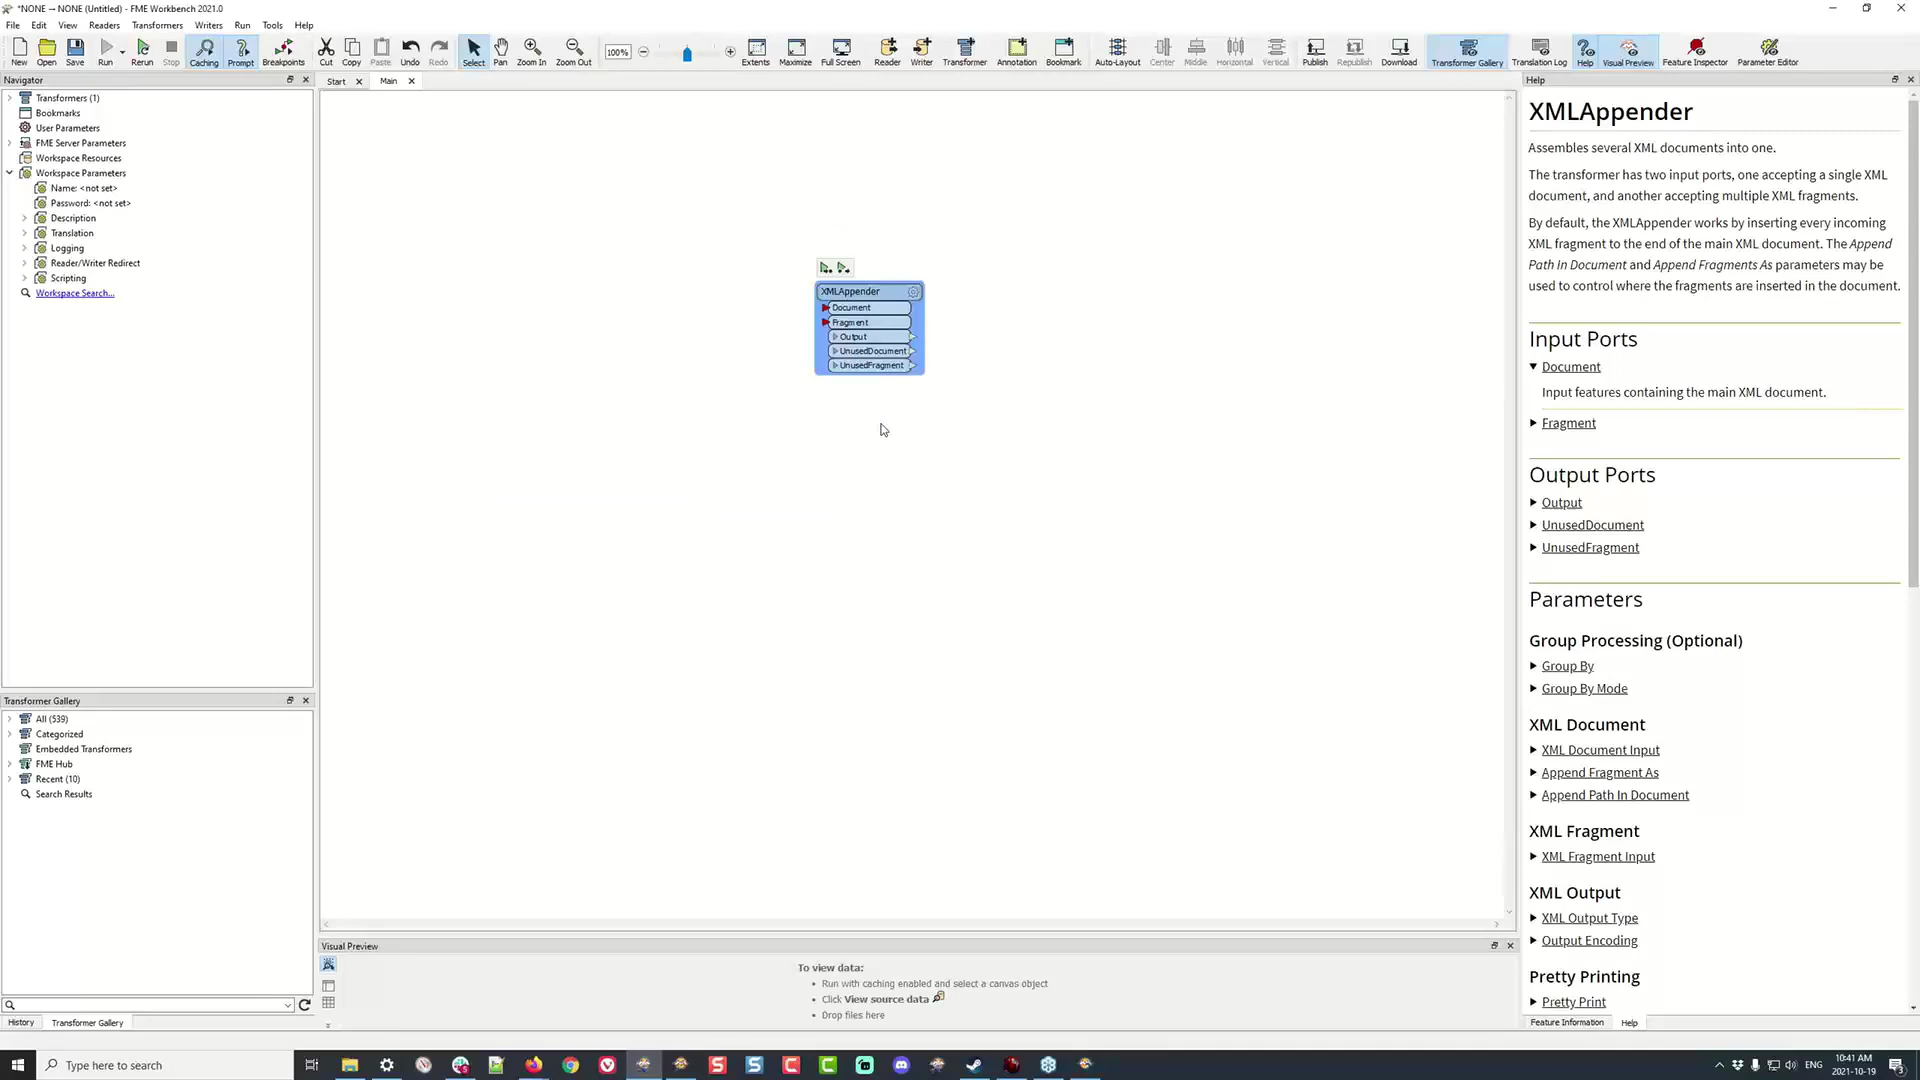 *NONE → NONE (Untitled) - FME Workbench 2021.0
File Edit View Readers Transformers Writers Run Tools Help
New Open Save Run Rerun Stop Caching Prompt Breakpoints Cut Copy Paste Undo Redo Select Pan Zoom In Zoom Out 100% Extents Maximize Full Screen Reader Writer Transformer Annotation Bookmark Auto-Layout Center Middle Horizontal Vertical Publish Republish Download Transformer Gallery Translation Log Help Visual Preview Feature Inspector Parameter Editor
Navigator
Transformers (1)
Bookmarks
User Parameters
FME Server Parameters
Workspace Resources
Workspace Parameters
Name: <not set>
Password: <not set>
Description
Translation
Logging
Reader/Writer Redirect
Scripting
Workspace Search...
Transformer Gallery
All (539)
Categorized
Embedded Transformers
FME Hub
Recent (10)
Search Results
History Transformer Gallery
Start Main
XMLAppender
Document
Fragment
Output
UnusedDocument
UnusedFragment
Visual Preview
To view data:
• Run with caching enabled and select a canvas object
• Click View source data
• Drop files here
Help
XMLAppender
Assembles several XML documents into one.
The transformer has two input ports, one accepting a single XML
document, and another accepting multiple XML fragments.
By default, the XMLAppender works by inserting every incoming
XML fragment to the end of the main XML document. The Append
Path In Document and Append Fragments As parameters may be
used to control where the fragments are inserted in the document.
Input Ports
Document
Input features containing the main XML document.
Fragment
Output Ports
Output
UnusedDocument
UnusedFragment
Parameters
Group Processing (Optional)
Group By
Group By Mode
XML Document
XML Document Input
Append Fragment As
Append Path In Document
XML Fragment
XML Fragment Input
XML Output
XML Output Type
Output Encoding
Pretty Printing
Pretty Print
Feature Information Help
Type here to search
ENG
10:41 AM
2021-10-19